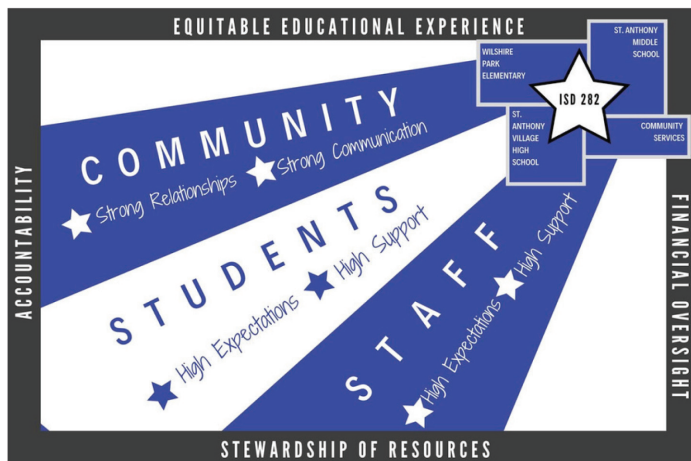 EQUITABLE EDUCATIONAL EXPERIENCE
WILSHIRE
PARK
ELEMENTARY
ST. ANTHONY
MIDDLE
SCHOOL
ISD 282
ST.
ANTHONY
VILLAGE
HIGH
SCHOOL
COMMUNITY
SERVICES
COMMUNITY
Strong Relationships
Strong Communication
STUDENTS
High Expectations
High Support
STAFF
High Expectations
High Support
ACCOUNTABILITY
FINANCIAL OVERSIGHT
STEWARDSHIP OF RESOURCES